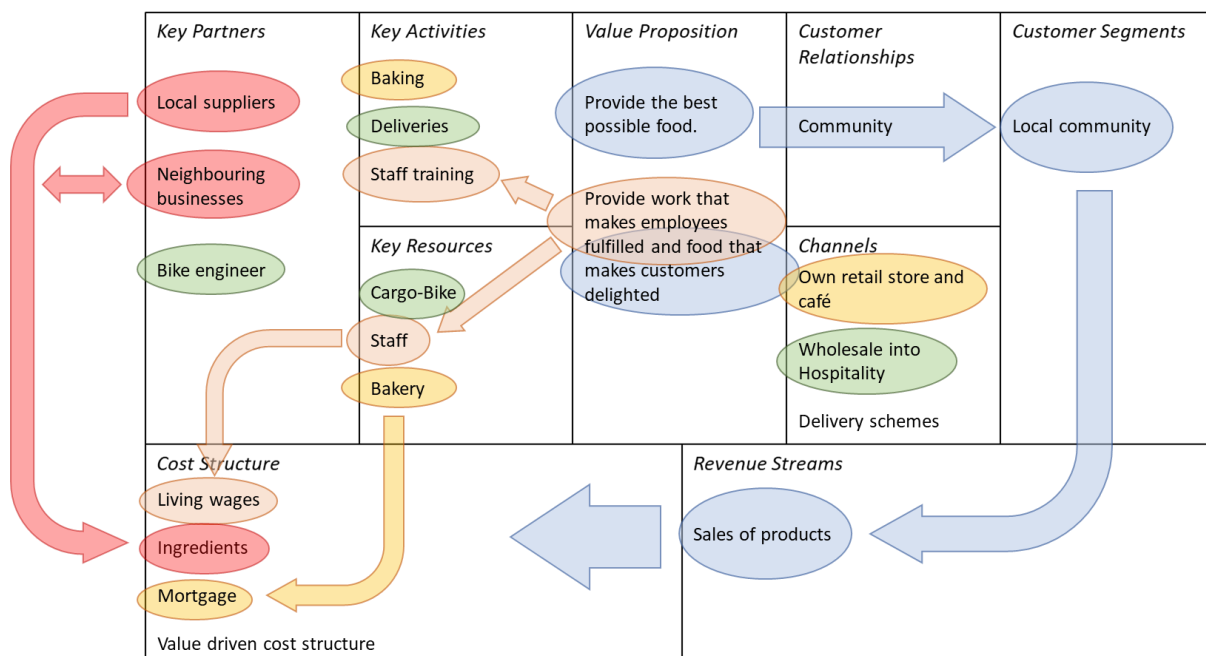 Key Partners
Local suppliers
Neighbouring
businesses
Bike engineer
Key Activities
Baking
Deliveries
Staff training
Key Resources
Cargo-Bike
Staff
Bakery
Value Proposition
Provide the best
possible food.
Provide work that
makes employees
fulfilled and food that
makes customers
delighted
Customer
Relationships
Community
Channels
Own retail store and
café
Wholesale into
Hospitality
Delivery schemes
Customer Segments
Local community
Cost Structure
Living wages
Ingredients
Mortgage
Value driven cost structure
Revenue Streams
Sales of products